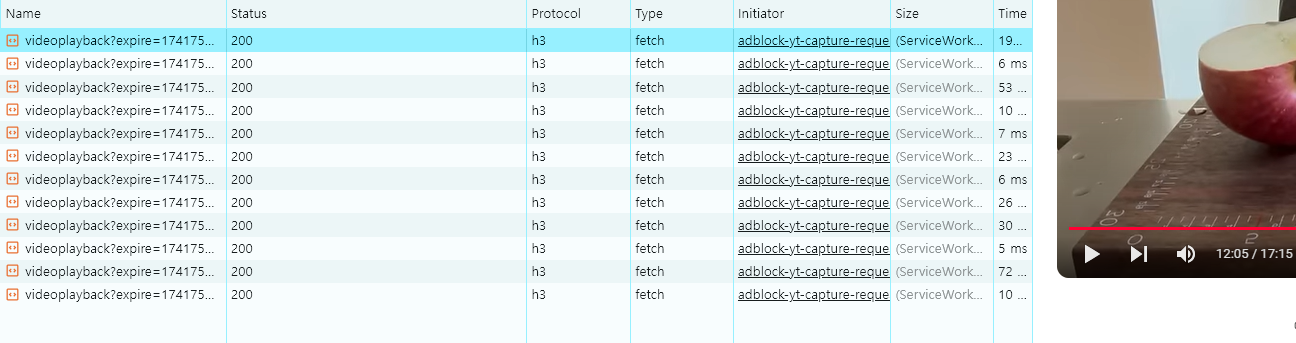 Name Status Protocol Type Initiator Size Time
videoplayback?expire=174175... 200 h3 fetch adblock-yt-capture-reque (ServiceWork... 19...
videoplayback?expire=174175... 200 h3 fetch adblock-yt-capture-reque (ServiceWork... 6 ms
videoplayback?expire=174175... 200 h3 fetch adblock-yt-capture-reque (ServiceWork... 53 ...
videoplayback?expire=174175... 200 h3 fetch adblock-yt-capture-reque (ServiceWork... 10 ...
videoplayback?expire=174175... 200 h3 fetch adblock-yt-capture-reque (ServiceWork... 7 ms
videoplayback?expire=174175... 200 h3 fetch adblock-yt-capture-reque (ServiceWork... 23 ...
videoplayback?expire=174175... 200 h3 fetch adblock-yt-capture-reque (ServiceWork... 6 ms
videoplayback?expire=174175... 200 h3 fetch adblock-yt-capture-reque (ServiceWork... 26 ...
videoplayback?expire=174175... 200 h3 fetch adblock-yt-capture-reque (ServiceWork... 30 ...
videoplayback?expire=174175... 200 h3 fetch adblock-yt-capture-reque (ServiceWork... 5 ms
videoplayback?expire=174175... 200 h3 fetch adblock-yt-capture-reque (ServiceWork... 72 ...
videoplayback?expire=174175... 200 h3 fetch adblock-yt-capture-reque (ServiceWork... 10 ...
30
0 2
12:05 / 17:15